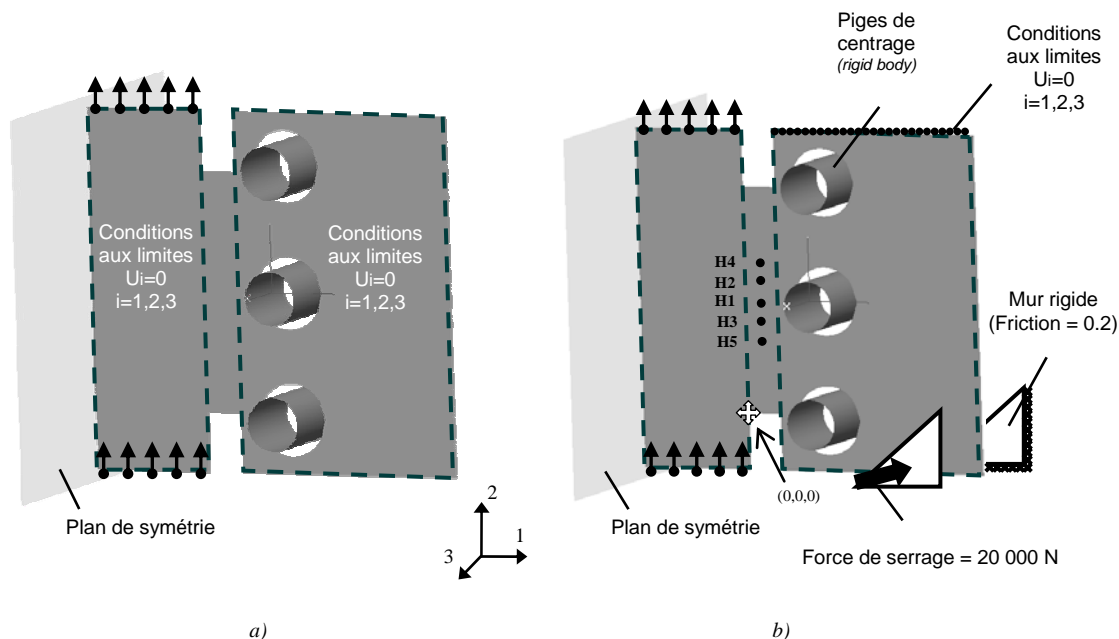 Conditions
aux limites
Ui=0
i=1,2,3
Conditions
aux limites
Ui=0
i=1,2,3
Plan de symétrie
2
1
3
a)
Piges de
centrage
(rigid body)
Conditions
aux limites
Ui=0
i=1,2,3
H4
H2
H1
H3
H5
Mur rigide
(Friction = 0.2)
(0,0,0)
Plan de symétrie
Force de serrage = 20 000 N
b)